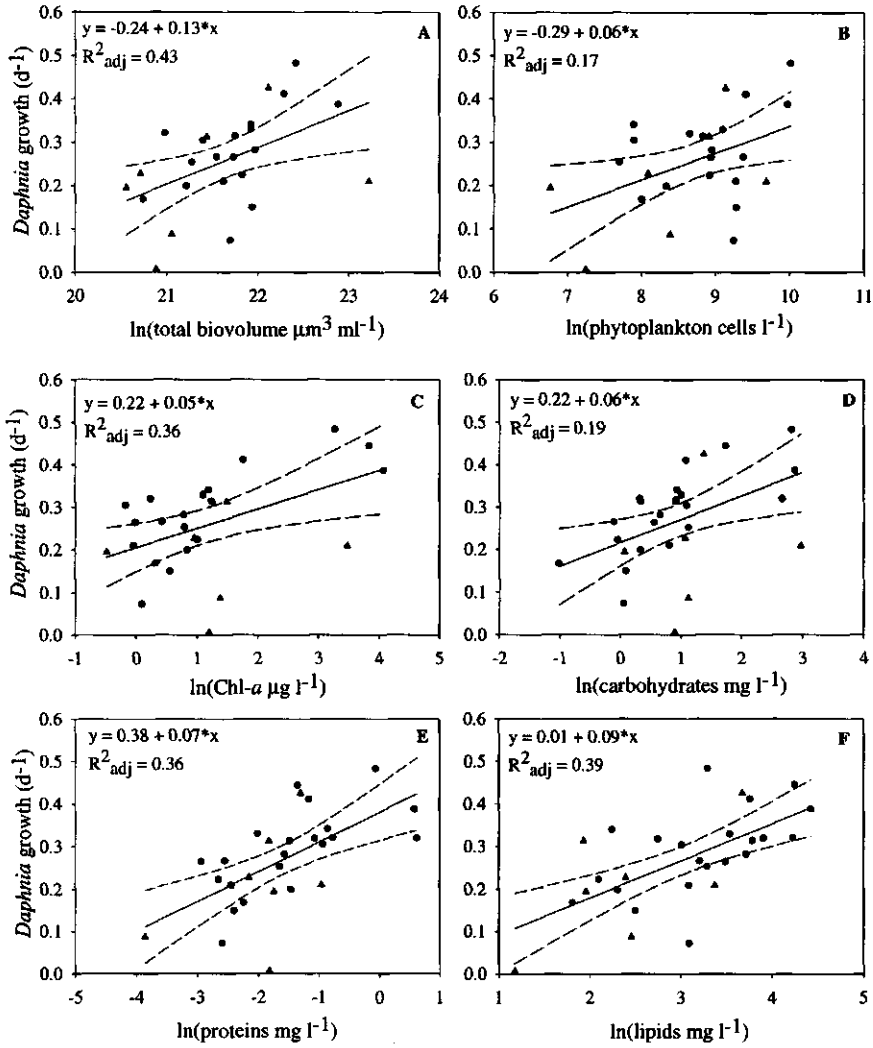 y = -0.24 + 0.13*x
A
R²adj = 0.43
0.6
0.5
0.4
0.3
0.2
0.1
0.0
Daphnia growth (d⁻¹)
20 21 22 23 24
ln(total biovolume μm³ ml⁻¹)
y = -0.29 + 0.06*x
B
R²adj = 0.17
0.6
0.5
0.4
0.3
0.2
0.1
0.0
6 7 8 9 10 11
ln(phytoplankton cells l⁻¹)
y = 0.22 + 0.05*x
C
R²adj = 0.36
0.6
0.5
0.4
0.3
0.2
0.1
0.0
Daphnia growth (d⁻¹)
-1 0 1 2 3 4 5
ln(Chl-a μg l⁻¹)
y = 0.22 + 0.06*x
D
R²adj = 0.19
0.6
0.5
0.4
0.3
0.2
0.1
0.0
-2 -1 0 1 2 3 4
ln(carbohydrates mg l⁻¹)
y = 0.38 + 0.07*x
E
R²adj = 0.36
0.6
0.5
0.4
0.3
0.2
0.1
0.0
Daphnia growth (d⁻¹)
-5 -4 -3 -2 -1 0 1
ln(proteins mg l⁻¹)
y = 0.01 + 0.09*x
F
R²adj = 0.39
0.6
0.5
0.4
0.3
0.2
0.1
0.0
1 2 3 4 5
ln(lipids mg l⁻¹)